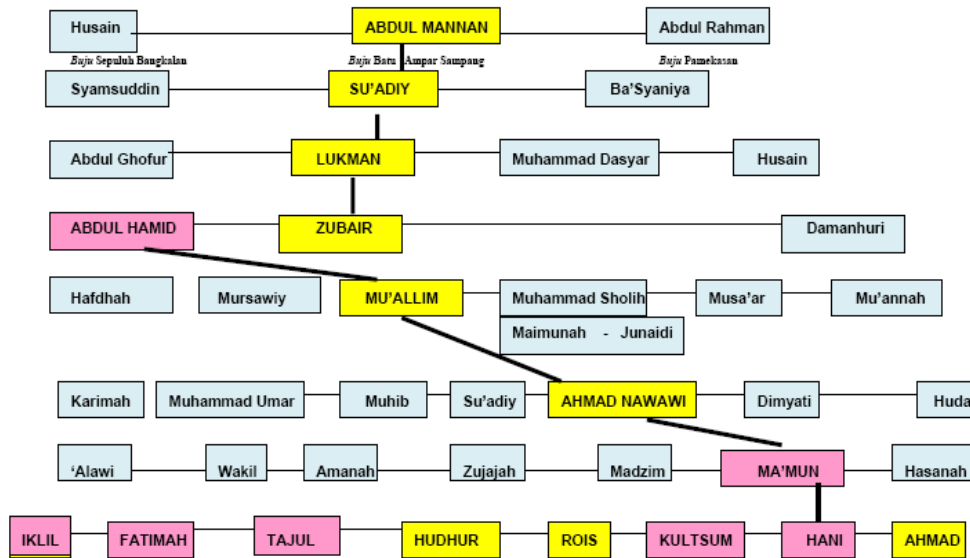 Husain ABDUL MANNAN Abdul Rahman
Buju Sepuluh Bangkalan Buju Batu Ampar Sampang Buju Pamekasan
Syamsuddin SU'ADIY Ba'Syaniya
Abdul Ghofur LUKMAN Muhammad Dasyar Husain
ABDUL HAMID ZUBAIR Damanhuri
Hafdhah Mursawiy MU'ALLIM Muhammad Sholih Musa'ar Mu'annah
Maimunah - Junaidi
Karimah Muhammad Umar Muhib Su'adiy AHMAD NAWAWI Dimyati Huda
'Alawi Wakil Amanah Zujajah Madzim MA'MUN Hasanah
IKLIL FATIMAH TAJUL HUDHUR ROIS KULTSUM HANI AHMAD